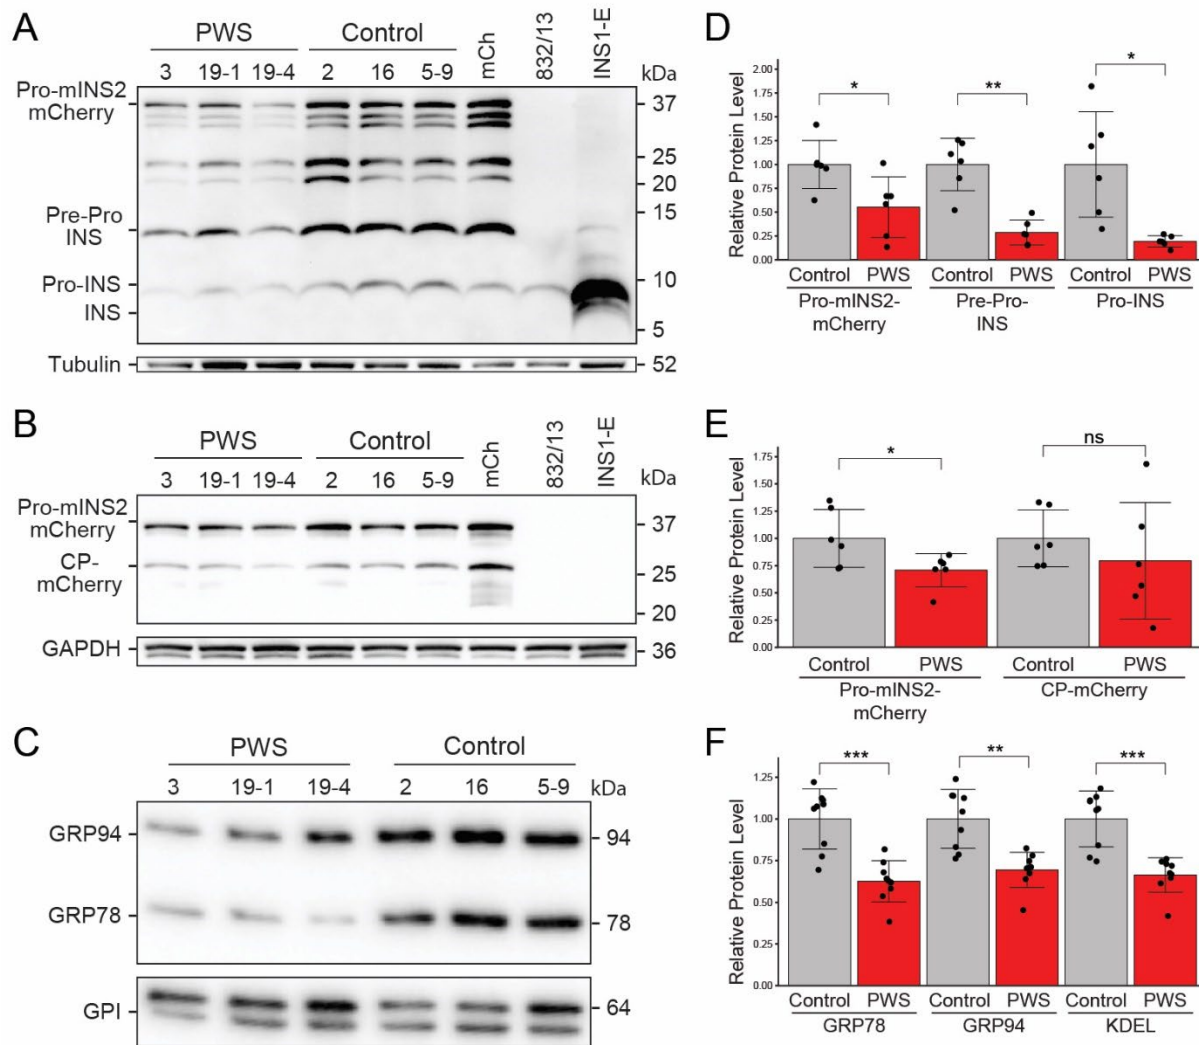 A
PWS Control mCh 832/13 INS1-E
3 19-1 19-4 2 16 5-9 kDa
Pro-mINS2
mCherry
37
25
20
Pre-Pro
INS
15
Pro-INS
10
INS
5
Tubulin 52
B
PWS Control mCh 832/13 INS1-E
3 19-1 19-4 2 16 5-9 kDa
Pro-mINS2
mCherry
37
CP-
mCherry
25
20
GAPDH 36
C
PWS Control
3 19-1 19-4 2 16 5-9 kDa
GRP94 94
GRP78 78
GPI 64
D
Relative Protein Level
2.00
1.75
1.50
1.25
1.00
0.75
0.50
0.25
0.00
* ** *
Control PWS Control PWS Control PWS
Pro-mINS2-
mCherry
Pre-Pro-
INS
Pro-INS
E
Relative Protein Level
1.75
1.50
1.25
1.00
0.75
0.50
0.25
0.00
* ns
Control PWS Control PWS
Pro-mINS2-
mCherry
CP-mCherry
F
Relative Protein Level
1.25
1.00
0.75
0.50
0.25
0.00
*** ** ***
Control PWS Control PWS Control PWS
GRP78 GRP94 KDEL